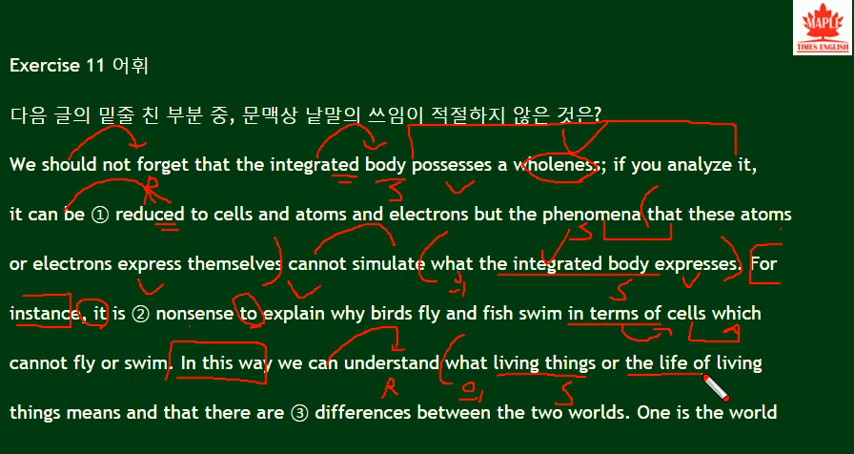 MAPLE
TIMES ENGLISH
Exercise 11 어휘
다음 글의 밑줄 친 부분 중, 문맥상 낱말의 쓰임이 적절하지 않은 것은?
We should not forget that the integrated body possesses a wholeness; if you analyze it,
R
S
it can be ① reduced to cells and atoms and electrons but the phenomena that these atoms
S
or electrons express themselves cannot simulate what the integrated body expresses. For
S
instance, it is ② nonsense to explain why birds fly and fish swim in terms of cells which
cannot fly or swim. In this way we can understand what living things or the life of living
R
S
things means and that there are ③ differences between the two worlds. One is the world